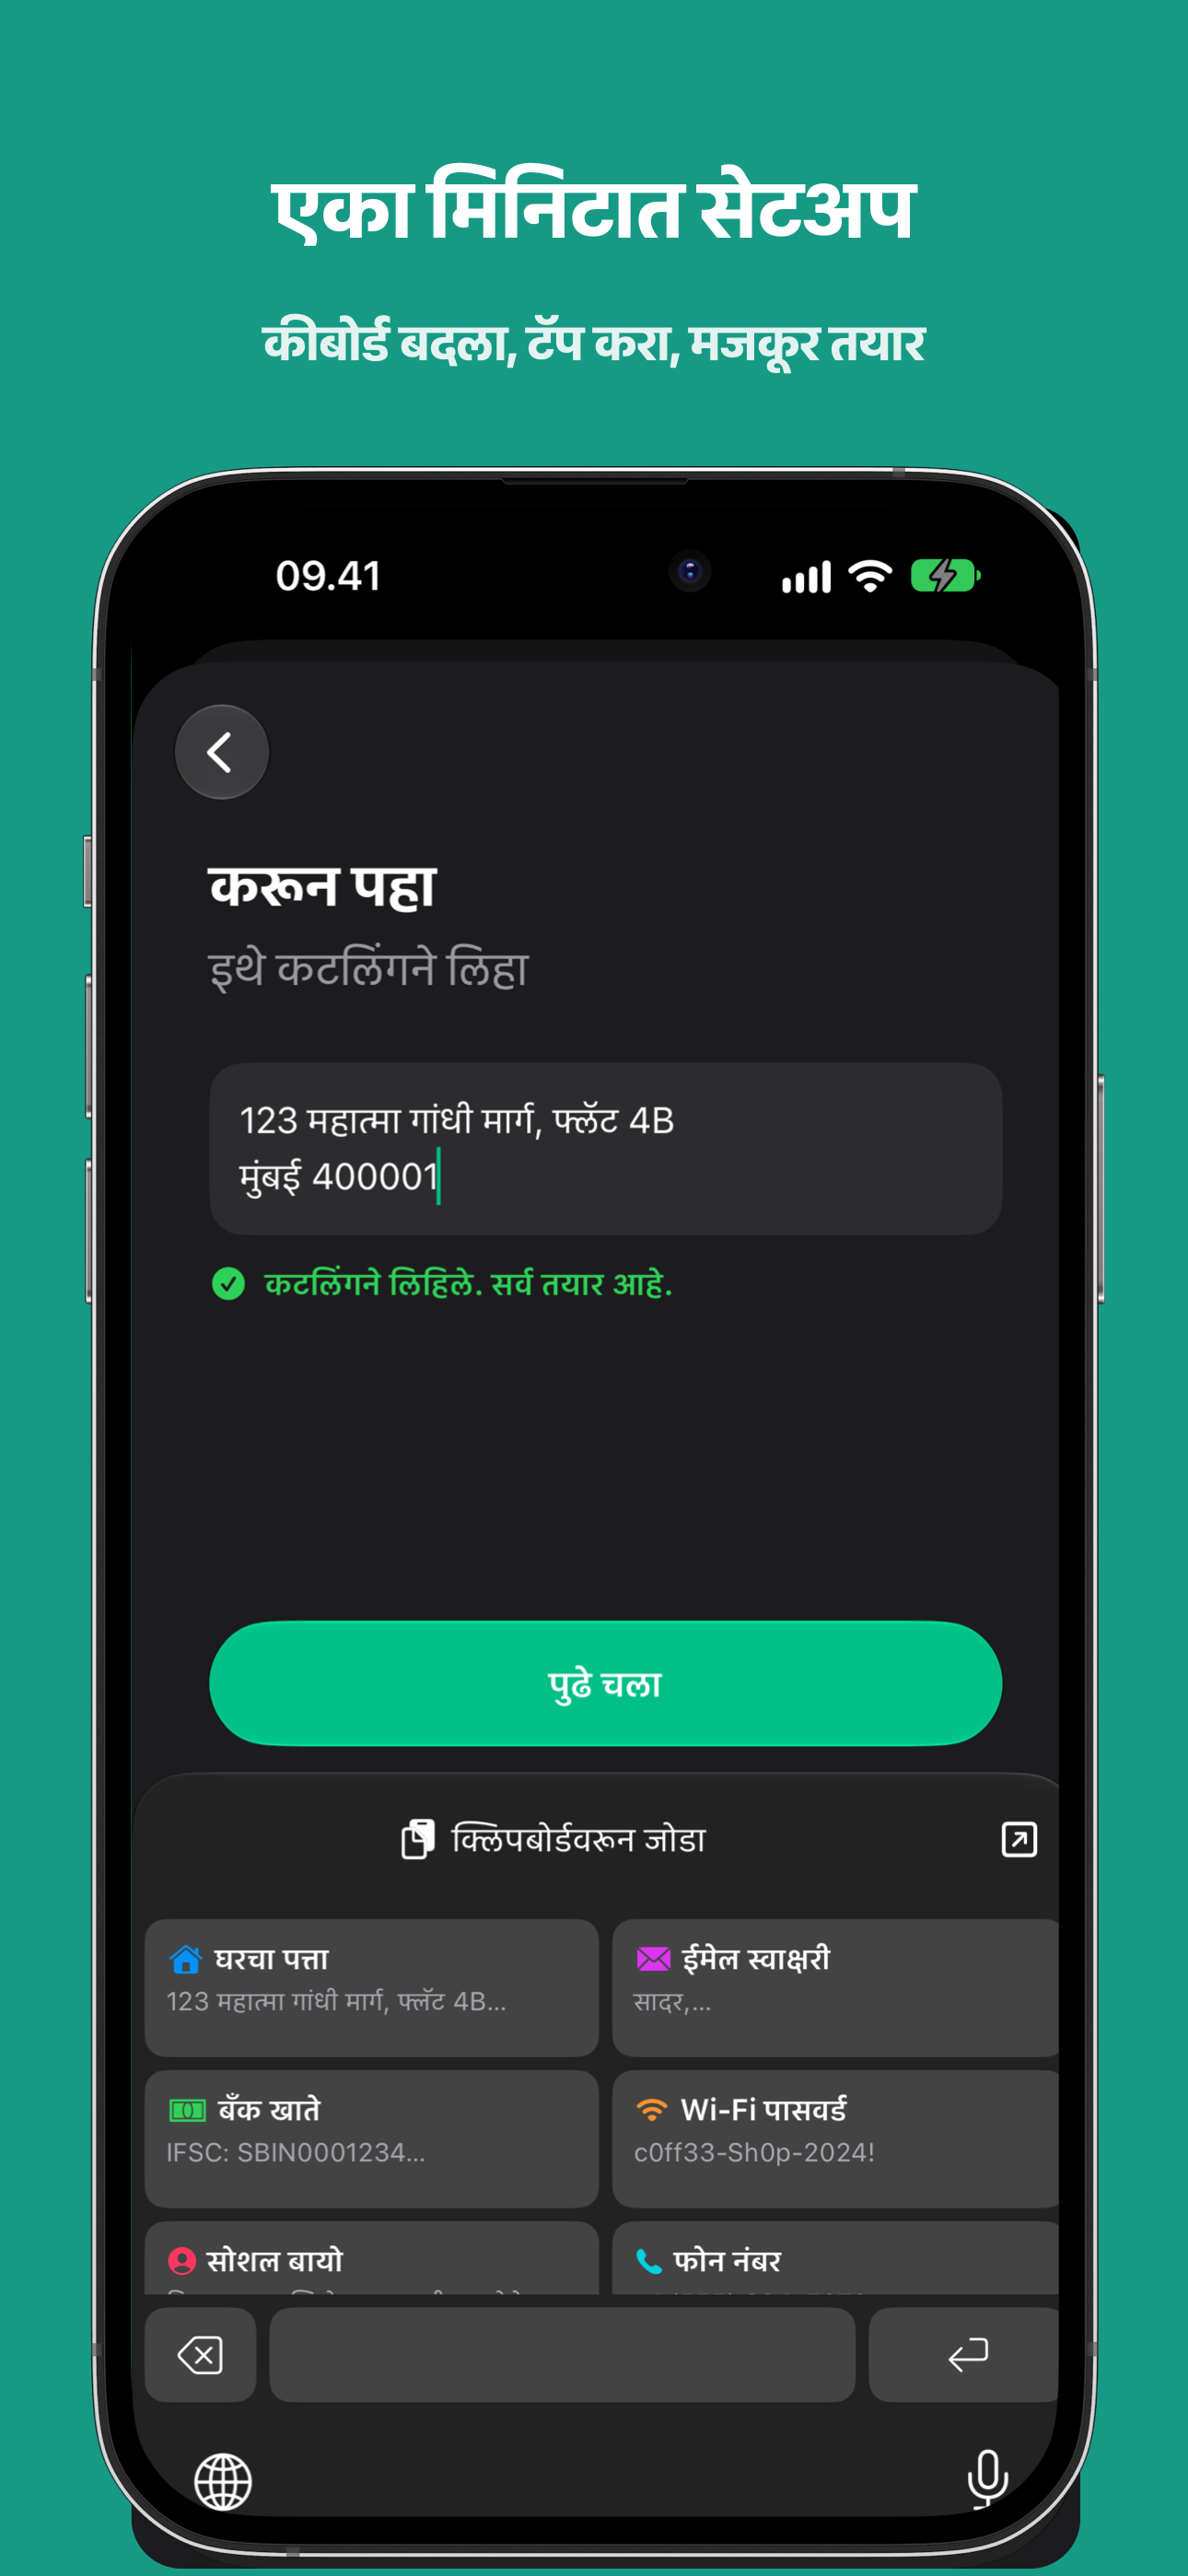 एका मिनिटात सेटअप
कीबोर्ड बदला, टॅप करा, मजकूर तयार
09.41
करून पहा
इथे कटलिंगने लिहा
123 महात्मा गांधी मार्ग, फ्लॅट 4B
मुंबई 400001
कटलिंगने लिहिले. सर्व तयार आहे.
पुढे चला
क्लिपबोर्डवरून जोडा
घरचा पत्ता
123 महात्मा गांधी मार्ग, फ्लॅट 4B...
ईमेल स्वाक्षरी
सादर,...
बँक खाते
IFSC: SBIN0001234...
Wi-Fi पासवर्ड
c0ff33-Sh0p-2024!
सोशल बायो
फोन नंबर